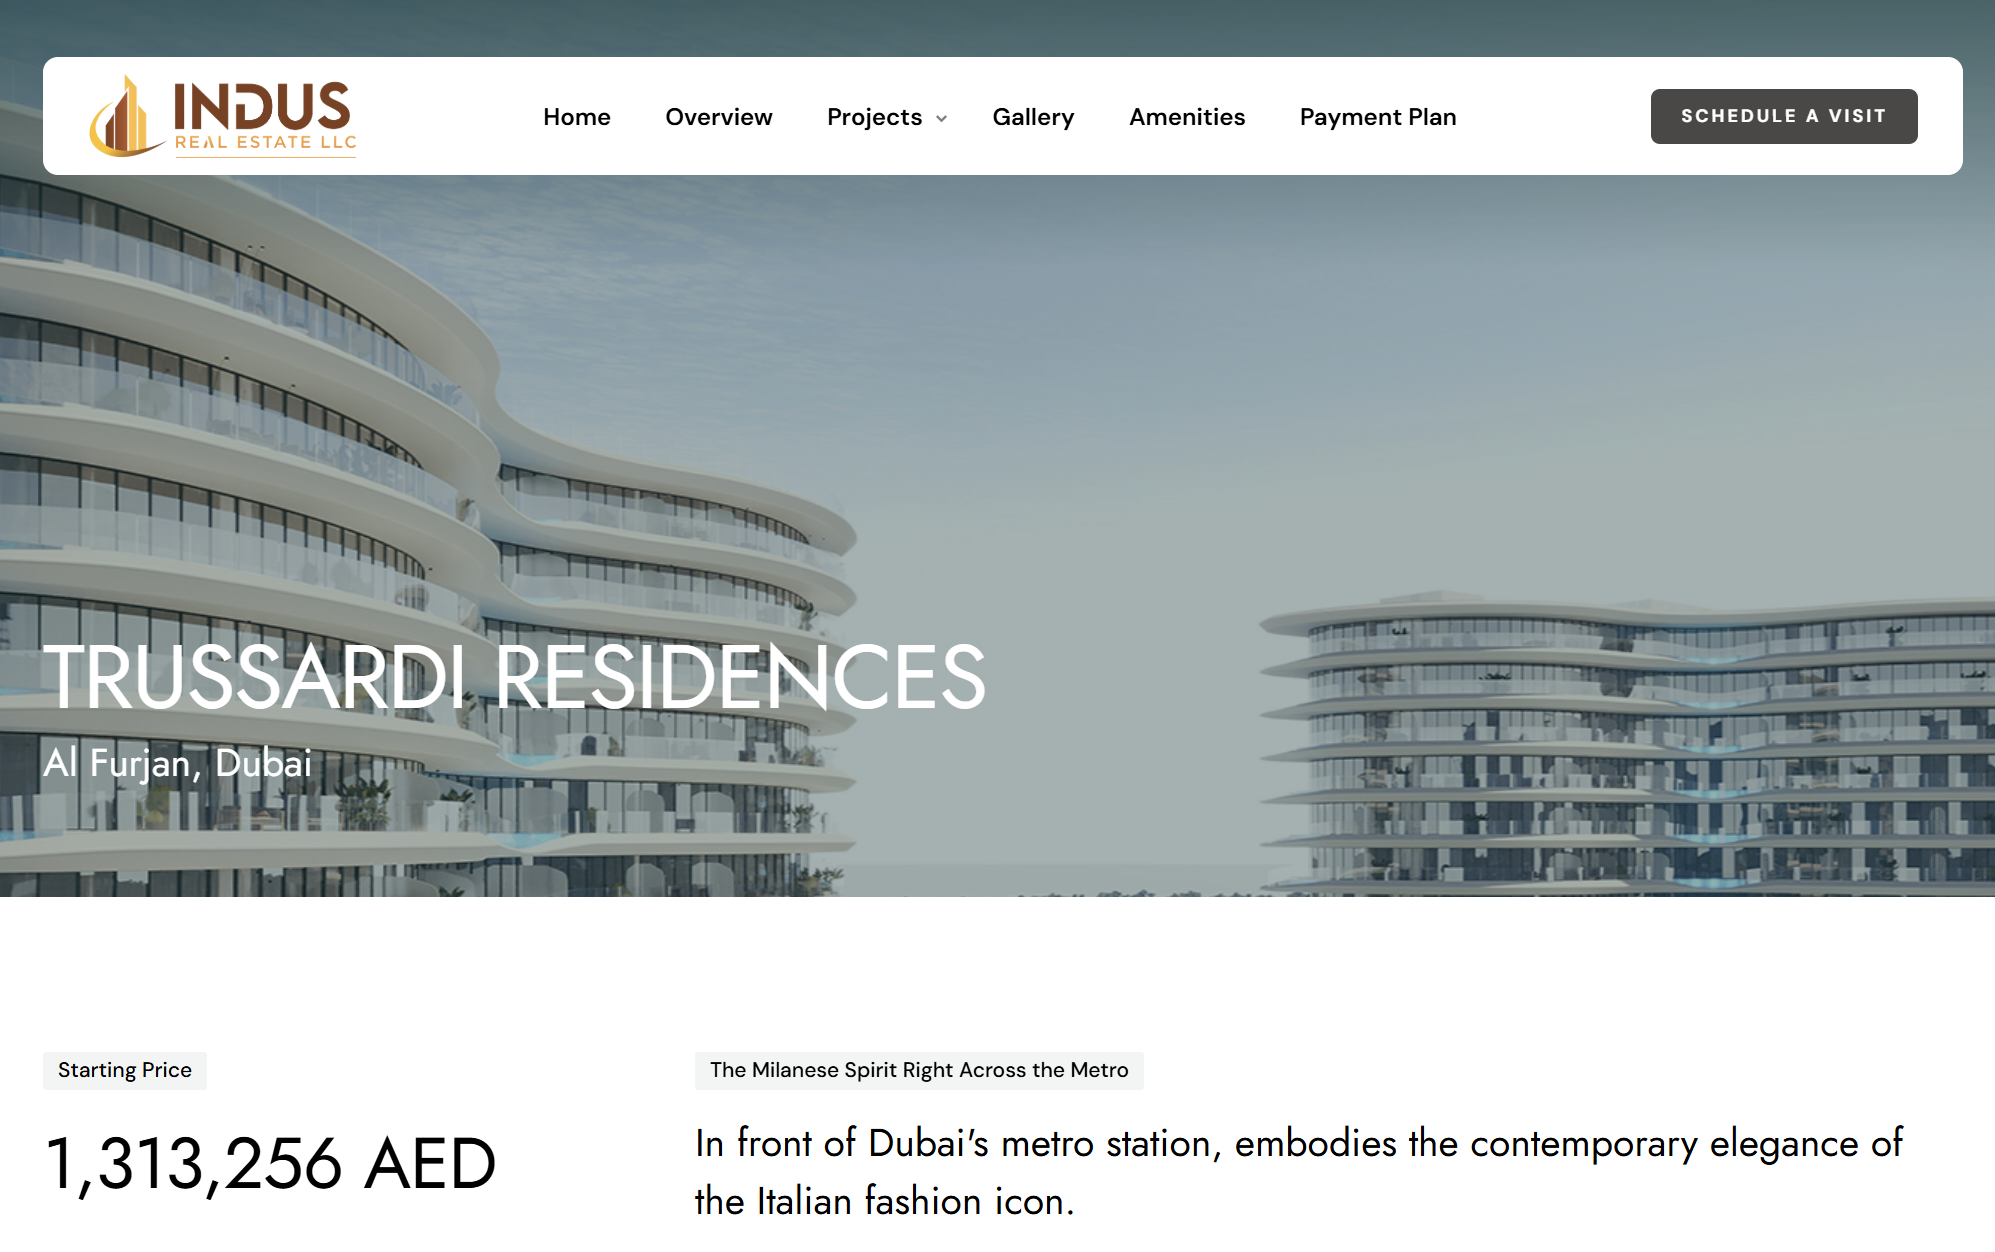 INDUS
REAL ESTATE LLC
Home
Overview
Projects
Gallery
Amenities
Payment Plan
SCHEDULE A VISIT
TRUSSARDI RESIDENCES
Al Furjan, Dubai
Starting Price
1,313,256 AED
The Milanese Spirit Right Across the Metro
In front of Dubai's metro station, embodies the contemporary elegance of
the Italian fashion icon.